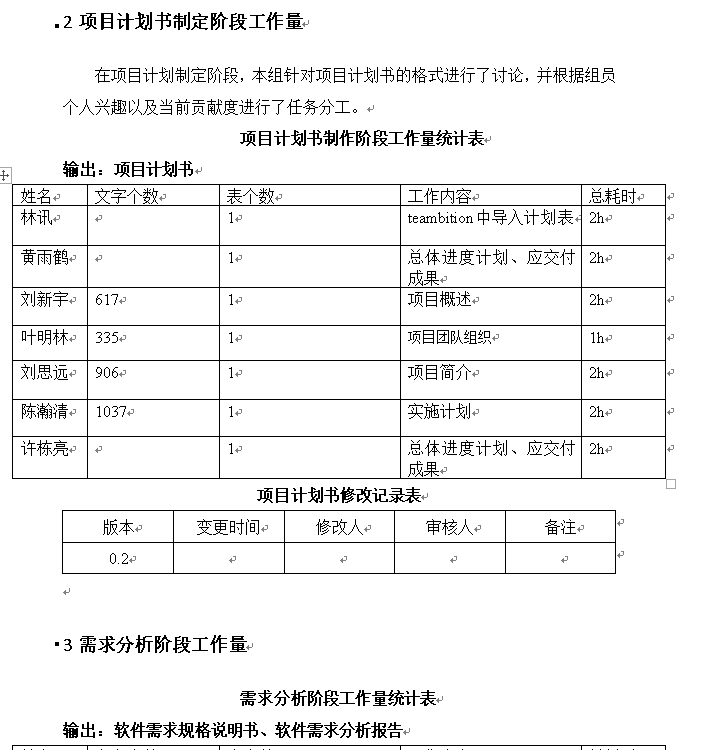 2 项目计划书制定阶段工作量
在项目计划制定阶段，本组针对项目计划书的格式进行了讨论，并根据组员
个人兴趣以及当前贡献度进行了任务分工。
项目计划书制作阶段工作量统计表
输出：项目计划书
姓名 文字个数 表个数 工作内容 总耗时
林讯 1 teambition 中导入计划表 2h
黄雨鹤 1 总体进度计划、应交付 2h
成果
刘新宇 617 1 项目概述 2h
叶明林 335 1 项目团队组织 1h
刘思远 906 1 项目简介 2h
陈瀚清 1037 1 实施计划 2h
许栋亮 1 总体进度计划、应交付 2h
成果
项目计划书修改记录表
版本 变更时间 修改人 审核人 备注
0.2
3 需求分析阶段工作量
需求分析阶段工作量统计表
输出：软件需求规格说明书、软件需求分析报告